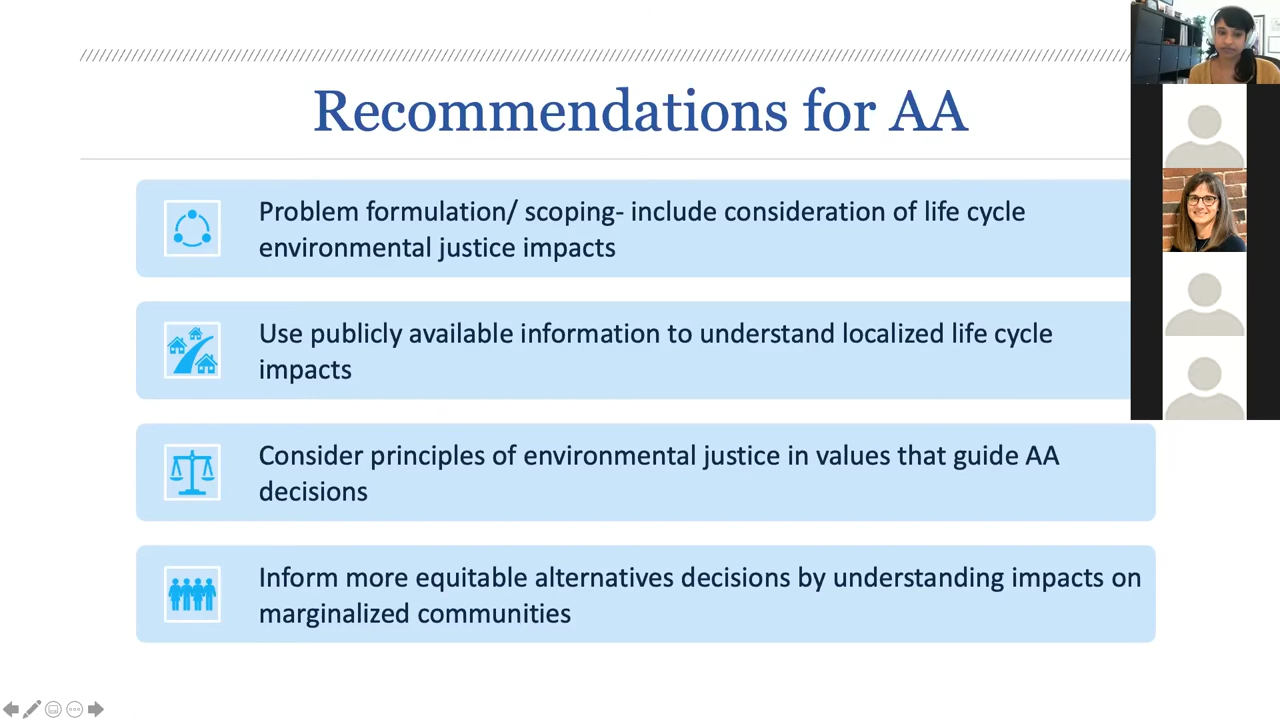 Recommendations for AA
Problem formulation/ scoping- include consideration of life cycle
environmental justice impacts
Use publicly available information to understand localized life cycle
impacts
Consider principles of environmental justice in values that guide AA
decisions
Inform more equitable alternatives decisions by understanding impacts on
marginalized communities